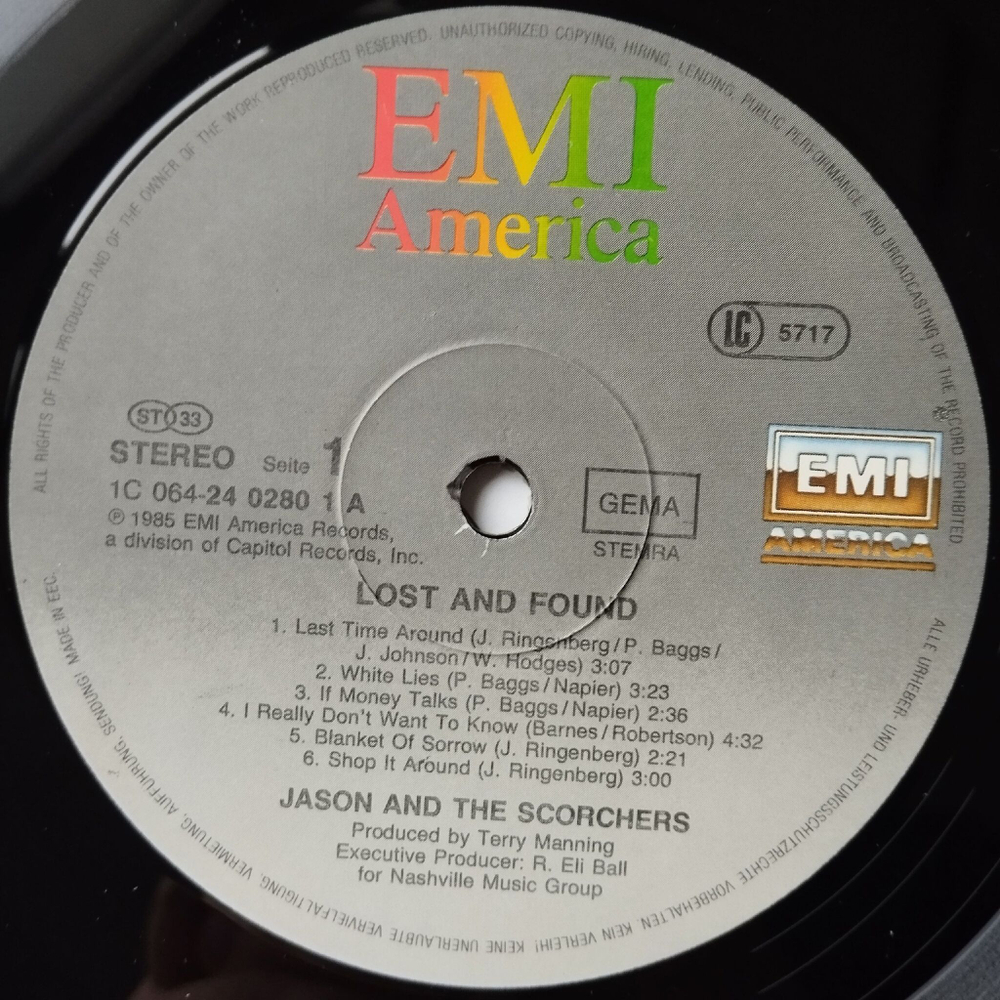 ALL RIGHTS OF THE PRODUCER AND OF THE OWNER OF THE WORK REPRODUCED RESERVED. UNAUTHORIZED COPYING, HIRING, LENDING, PUBLIC PERFORMANCE AND BROADCASTING OF THE RECORD PROHIBITED
EMI
America
LC 5717
ST 33
STEREO Seite 1
1C 064-24 0280 1 A
℗ 1985 EMI America Records,
a division of Capitol Records, Inc.
GEMA
STEMRA
EMI
AMERICA
LOST AND FOUND
1. Last Time Around (J. Ringenberg/P. Baggs/
J. Johnson/W. Hodges) 3:07
2. White Lies (P. Baggs/Napier) 3:23
3. If Money Talks (P. Baggs/Napier) 2:36
4. I Really Don't Want To Know (Barnes/Robertson) 4:32
5. Blanket Of Sorrow (J. Ringenberg) 2:21
6. Shop It Around (J. Ringenberg) 3:00
JASON AND THE SCORCHERS
Produced by Terry Manning
Executive Producer: R. Eli Ball
for Nashville Music Group
ALLE URHEBER- UND LEISTUNGSSCHUTZRECHTE VORBEHALTEN. KEIN VERLEIH! KEINE UNERLAUBTE VERVIELFÄLTIGUNG, VERMIETUNG, AUFFÜHRUNG, SENDUNG! MADE IN EEC.